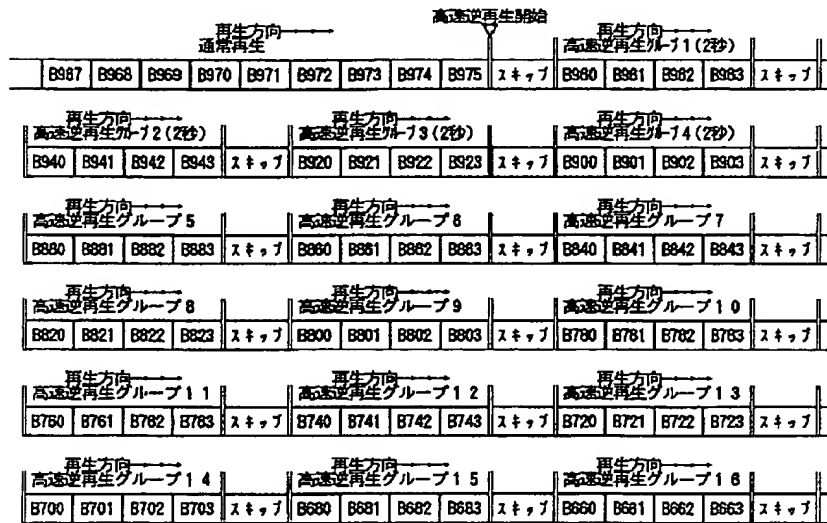 高速逆再生開始
再生方向→
通常再生
再生方向→
高速逆再生グループ1(2秒)
B967 B968 B969 B970 B971 B972 B973 B974 B975 スキップ B960 B961 B962 B963 スキップ
再生方向→ 再生方向→ 再生方向→
高速逆再生グループ2(2秒) 高速逆再生グループ3(2秒) 高速逆再生グループ4(2秒)
B940 B941 B942 B943 スキップ B920 B921 B922 B923 スキップ B900 B901 B902 B903 スキップ
再生方向→ 再生方向→ 再生方向→
高速逆再生グループ5 高速逆再生グループ6 高速逆再生グループ7
B880 B881 B882 B883 スキップ B860 B861 B862 B863 スキップ B840 B841 B842 B843 スキップ
再生方向→ 再生方向→ 再生方向→
高速逆再生グループ8 高速逆再生グループ9 高速逆再生グループ10
B820 B821 B822 B823 スキップ B800 B801 B802 B803 スキップ B780 B781 B782 B783 スキップ
再生方向→ 再生方向→ 再生方向→
高速逆再生グループ11 高速逆再生グループ12 高速逆再生グループ13
B760 B761 B762 B763 スキップ B740 B741 B742 B743 スキップ B720 B721 B722 B723 スキップ
再生方向→ 再生方向→ 再生方向→
高速逆再生グループ14 高速逆再生グループ15 高速逆再生グループ16
B700 B701 B702 B703 スキップ B680 B681 B682 B683 スキップ B660 B661 B662 B663 スキップ